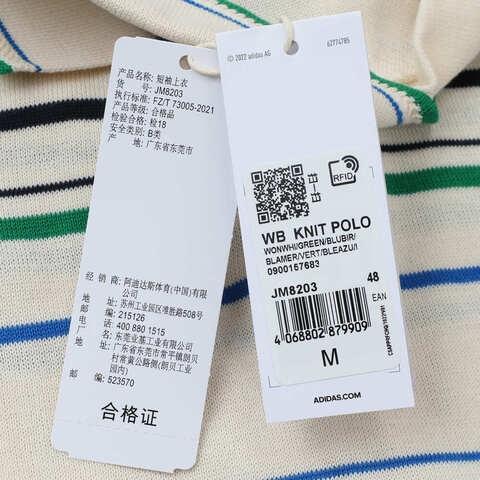 产品名称: 短袖上衣
货 号: JM8203
执行标准: FZ/T 73005-2021
产品等级: 合格品
检验合格: 检18
安全类别: B类
产 地: 广东省东莞市
经 销 商: 阿迪达斯体育(中国)有限
公司
地 址: 苏州工业园区难胜路508号
邮 编: 215126
电 话: 400 880 1515
厂 商: 东莞业基工业有限公司
地 址: 广东省东莞市常平镇朗贝
村常黄公路侧(朗贝工业
园内)
邮 编: 523570
合格证
© 2022 adidas AG
62774785
RFID
WB KNIT POLO
WONWHI/GREEN/BLUBIR/
BLAMER/VERT/BLEAZU/
0900157683
JM8203
48
EAN
4 068802 879909
M
ADIDAS.COM